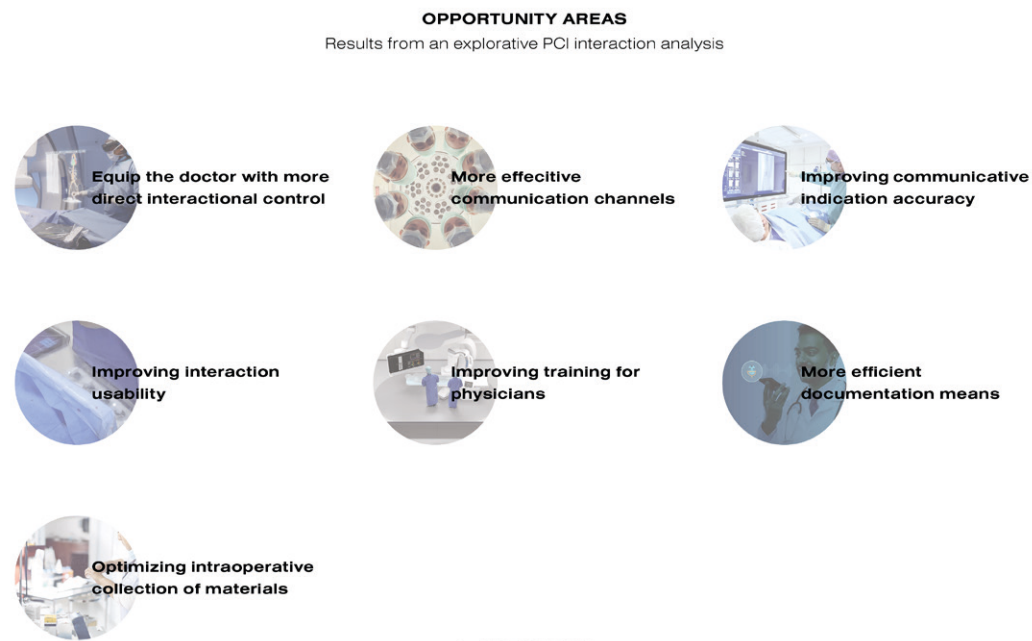 OPPORTUNITY AREAS
Results from an explorative PCI interaction analysis
Equip the doctor with more
direct interactional control
More effecitive
communication channels
Improving communicative
indication accuracy
Improving interaction
usability
Improving training for
physicians
More efficient
documentation means
Optimizing intraoperative
collection of materials